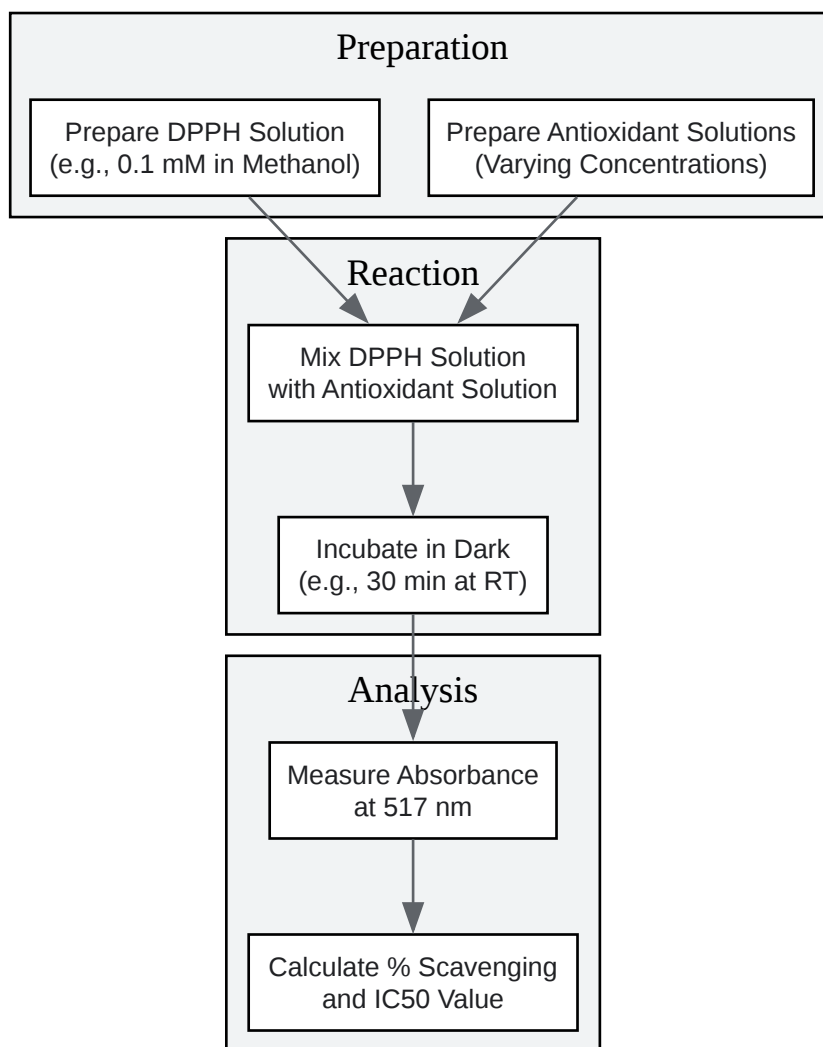 Preparation
Prepare DPPH Solution
(e.g., 0.1 mM in Methanol)
Prepare Antioxidant Solutions
(Varying Concentrations)
Reaction
Mix DPPH Solution
with Antioxidant Solution
Incubate in Dark
(e.g., 30 min at RT)
Analysis
Measure Absorbance
at 517 nm
Calculate % Scavenging
and IC50 Value